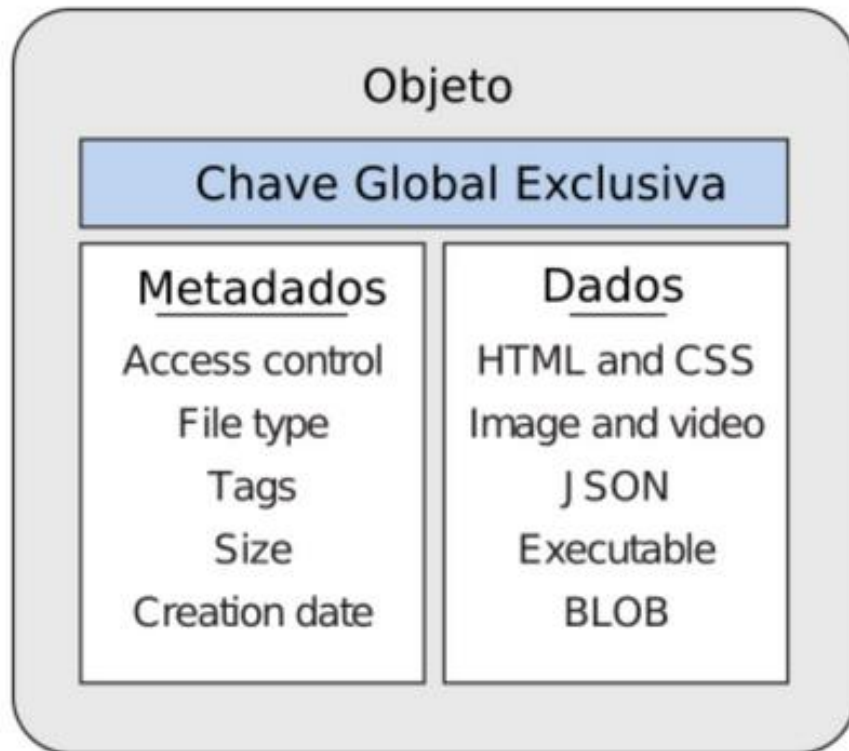 Objeto
Chave Global Exclusiva
Metadados
Access control
File type
Tags
Size
Creation date
Dados
HTML and CSS
Image and video
JSON
Executable
BLOB